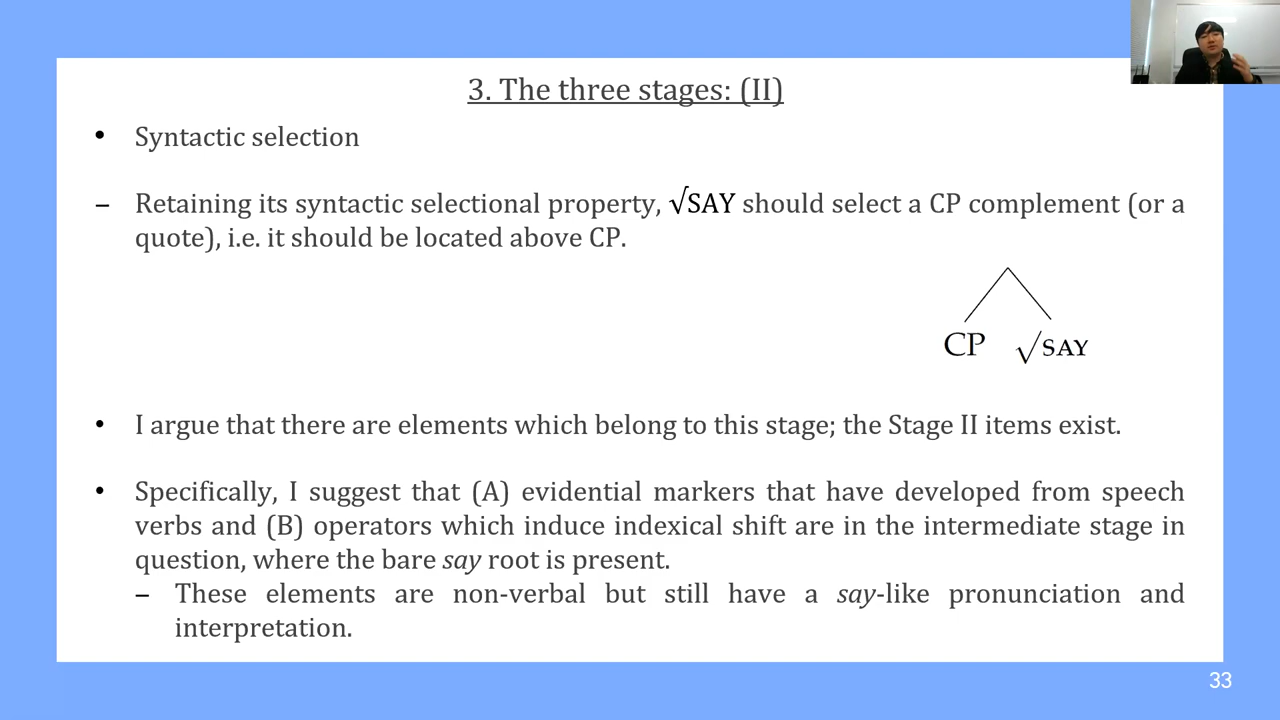 3. The three stages: (II)
• Syntactic selection
– Retaining its syntactic selectional property, √SAY should select a CP complement (or a
quote), i.e. it should be located above CP.
CP √SAY
• I argue that there are elements which belong to this stage; the Stage II items exist.
• Specifically, I suggest that (A) evidential markers that have developed from speech
verbs and (B) operators which induce indexical shift are in the intermediate stage in
question, where the bare say root is present.
– These elements are non-verbal but still have a say-like pronunciation and
interpretation.
33